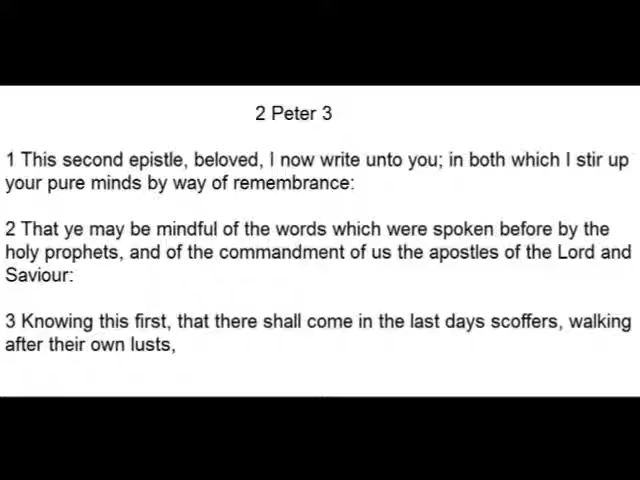 2 Peter 3
1 This second epistle, beloved, I now write unto you; in both which I stir up
your pure minds by way of remembrance:
2 That ye may be mindful of the words which were spoken before by the
holy prophets, and of the commandment of us the apostles of the Lord and
Saviour:
3 Knowing this first, that there shall come in the last days scoffers, walking
after their own lusts,